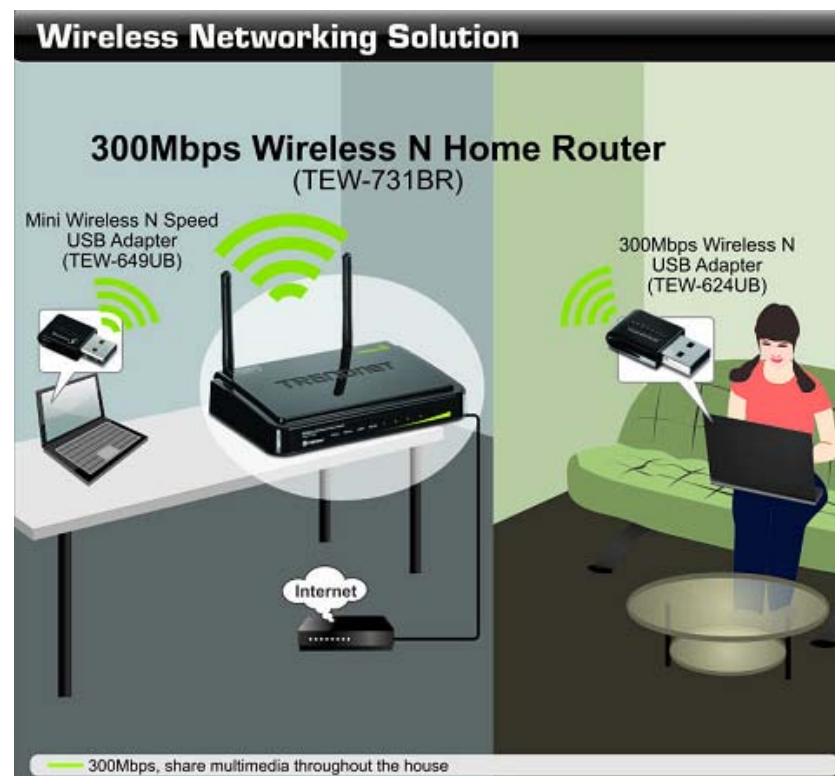 Wireless Networking Solution
300Mbps Wireless N Home Router
(TEW-731BR)
Mini Wireless N Speed
USB Adapter
(TEW-649UB)
300Mbps Wireless N
USB Adapter
(TEW-624UB)
TRENDNET
Internet
300Mbps, share multimedia throughout the house